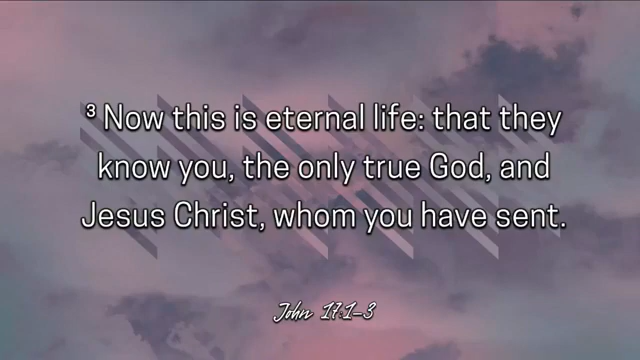 ³ Now this is eternal life: that they
know you, the only true God, and
Jesus Christ, whom you have sent.
John 17:1-3